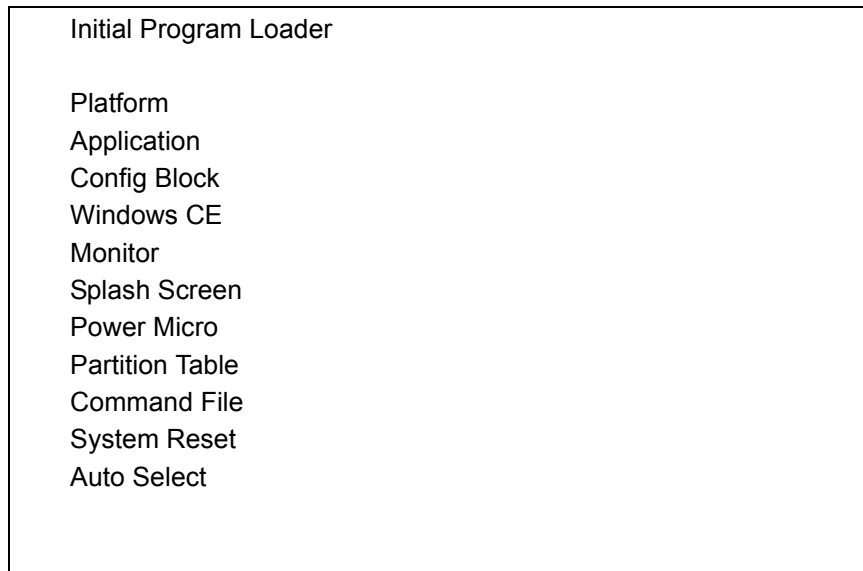 Initial Program Loader
Platform
Application
Config Block
Windows CE
Monitor
Splash Screen
Power Micro
Partition Table
Command File
System Reset
Auto Select